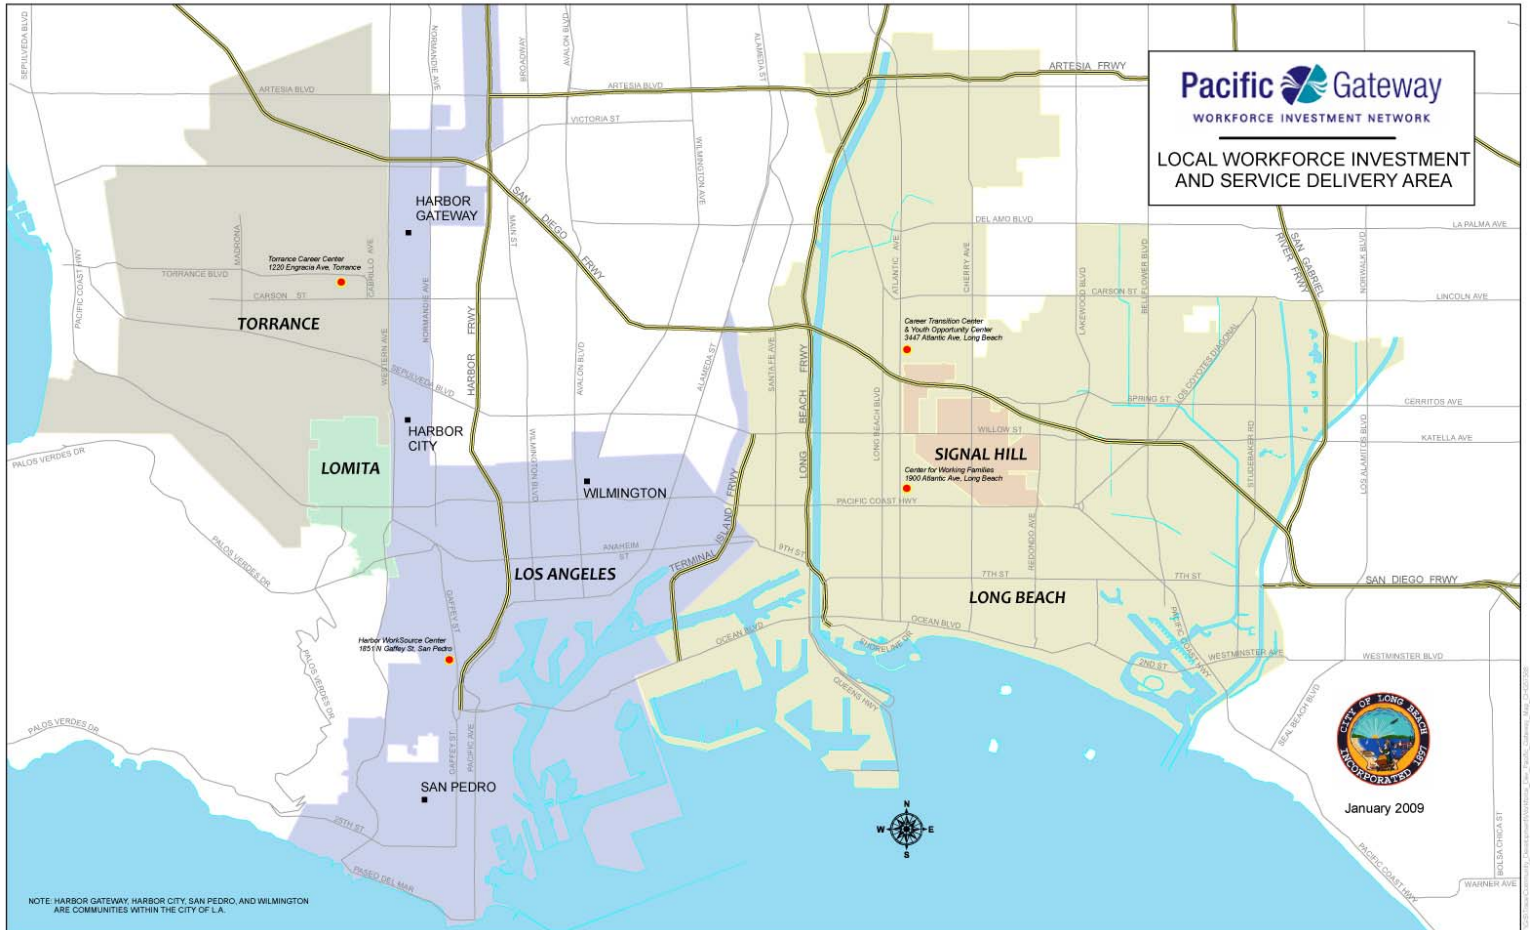 Pacific Gateway
WORKFORCE INVESTMENT NETWORK
LOCAL WORKFORCE INVESTMENT
AND SERVICE DELIVERY AREA
SEPULVEDA BLVD
NORMANDIE AVE
BROADWAY
AVALON BLVD
ALAMEDA ST
ARTESIA FRWY
ARTESIA BLVD
ARTESIA BLVD
VICTORIA ST
WILMINGTON AVE
HARBOR
GATEWAY
SAN DIEGO FRWY
MAIN ST
DEL AMO BLVD
LA PALMA AVE
PACIFIC COAST HWY
MADRONA
CABRILLO AVE
Torrance Career Center
1220 Engracia Ave, Torrance
TORRANCE BLVD
CARSON ST
TORRANCE
NORMANDIE AVE
WESTERN AVE
HARBOR FRWY
SEPULVEDA BLVD
AVALON BLVD
ALAMEDA ST
SANTA FE AVE
LONG BEACH FRWY
ATLANTIC AVE
CHERRY AVE
LAKEWOOD BLVD
BELLFLOWER BLVD
CARSON ST
SAN GABRIEL
RIVER FRWY
NORWALK BLVD
LINCOLN AVE
Career Transition Center
& Youth Opportunity Center
3447 Atlantic Ave, Long Beach
LOS COYOTES DIAGONAL
LONG BEACH BLVD
SPRING ST
CERRITOS AVE
HARBOR
CITY
WILLOW ST
KATELLA AVE
LOMITA
SIGNAL HILL
Center for Working Families
1900 Atlantic Ave, Long Beach
STUDEBAKER RD
LOS ALAMITOS BLVD
PALOS VERDES DR
WILMINGTON BLVD
WILMINGTON
PACIFIC COAST HWY
TERMINAL ISLAND FRWY
REDONDO AVE
PALOS VERDES DR
ANAHEIM
ST
9TH ST
LOS ANGELES
7TH ST
7TH ST
SAN DIEGO FRWY
LONG BEACH
GAFFEY ST
OCEAN BLVD
OCEAN BLVD
SHORELINE DR
PACIFIC COAST HWY
Harbor WorkSource Center
1851 N Gaffey St, San Pedro
2ND ST
WESTMINSTER AVE
WESTMINSTER BLVD
PALOS VERDES DR
QUEENS HWY
SEAL BEACH BLVD
PALOS VERDES DR
GAFFEY ST
PACIFIC AVE
SAN PEDRO
CITY OF LONG BEACH
INCORPORATED 1897
January 2009
25TH ST
N
W E
S
BOLSA CHICA ST
PACIFIC COAST HWY
PASEO DEL MAR
WARNER AVE
NOTE: HARBOR GATEWAY, HARBOR CITY, SAN PEDRO, AND WILMINGTON
ARE COMMUNITIES WITHIN THE CITY OF L.A.